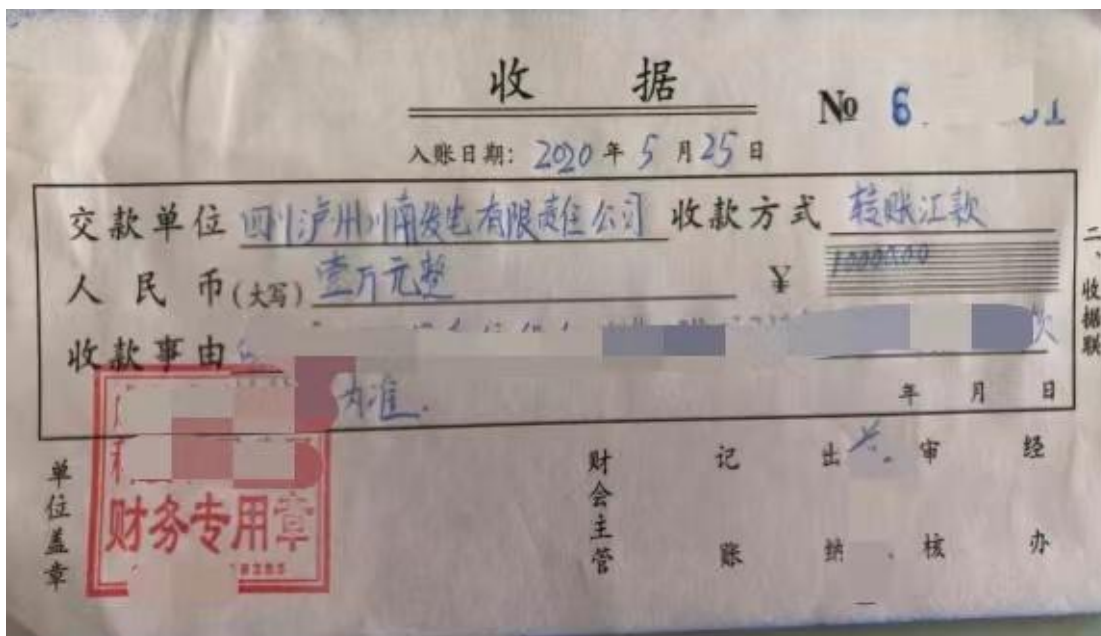 收 据
№ 6
入账日期：2020 年 5 月 25 日
交款单位 四川泸州川南发电有限责任公司 收款方式 转账汇款
人民币(大写) 壹万元整 ¥ 10000.00
收款事由
为准.
年 月 日
二、收据联
单位盖章
财务专用章
财会主管 记账 出纳 审核 经办